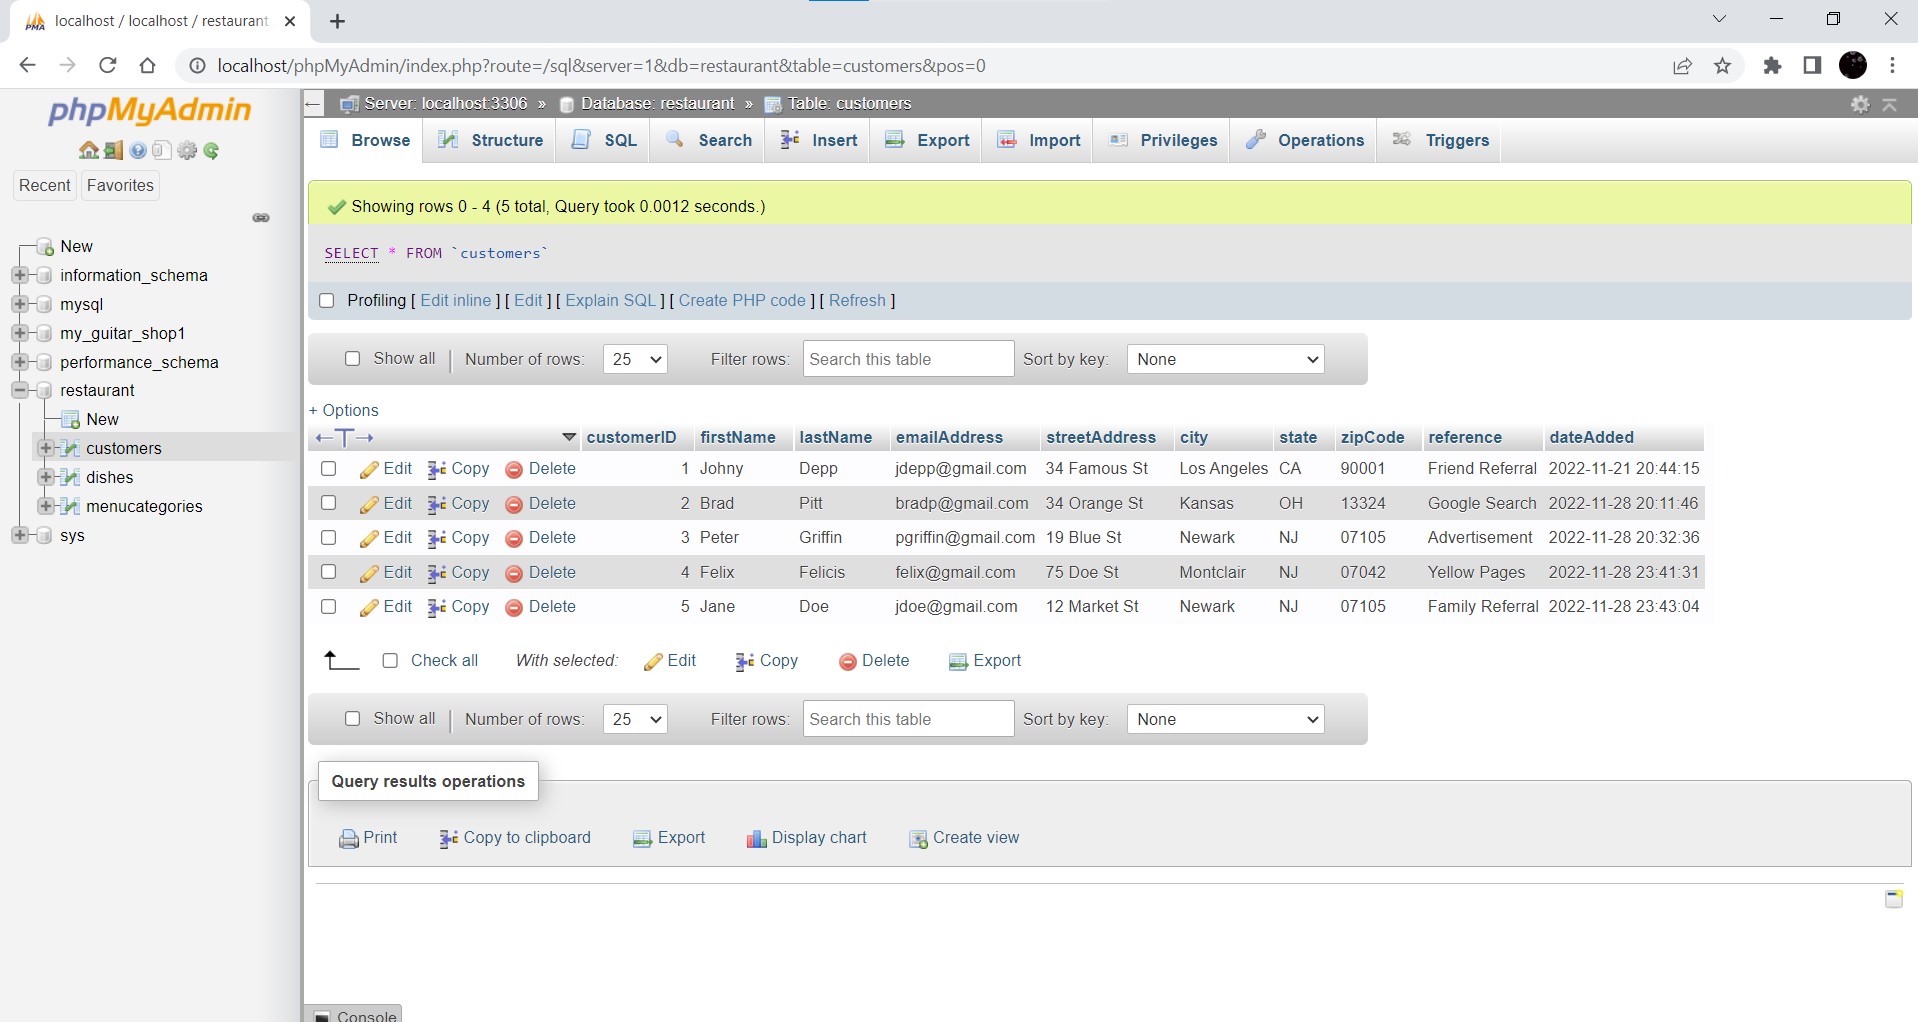 localhost / localhost / restaurant
localhost/phpMyAdmin/index.php?route=/sql&server=1&db=restaurant&table=customers&pos=0
phpMyAdmin
Recent Favorites
New
information_schema
mysql
my_guitar_shop1
performance_schema
restaurant
New
customers
dishes
menucategories
sys
Server: localhost:3306 » Database: restaurant » Table: customers
Browse Structure SQL Search Insert Export Import Privileges Operations Triggers
Showing rows 0 - 4 (5 total, Query took 0.0012 seconds.)
SELECT * FROM `customers`
Profiling [ Edit inline ] [ Edit ] [ Explain SQL ] [ Create PHP code ] [ Refresh ]
Show all Number of rows: 25 Filter rows: Search this table Sort by key: None
+ Options
customerID firstName lastName emailAddress streetAddress city state zipCode reference dateAdded
Edit Copy Delete 1 Johny Depp jdepp@gmail.com 34 Famous St Los Angeles CA 90001 Friend Referral 2022-11-21 20:44:15
Edit Copy Delete 2 Brad Pitt bradp@gmail.com 34 Orange St Kansas OH 13324 Google Search 2022-11-28 20:11:46
Edit Copy Delete 3 Peter Griffin pgriffin@gmail.com 19 Blue St Newark NJ 07105 Advertisement 2022-11-28 20:32:36
Edit Copy Delete 4 Felix Felicis felix@gmail.com 75 Doe St Montclair NJ 07042 Yellow Pages 2022-11-28 23:41:31
Edit Copy Delete 5 Jane Doe jdoe@gmail.com 12 Market St Newark NJ 07105 Family Referral 2022-11-28 23:43:04
Check all With selected: Edit Copy Delete Export
Show all Number of rows: 25 Filter rows: Search this table Sort by key: None
Query results operations
Print Copy to clipboard Export Display chart Create view
Console